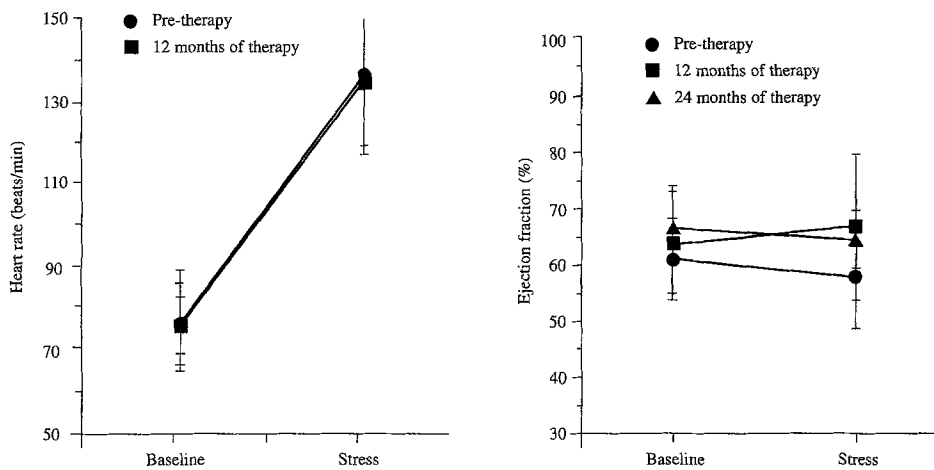 150
130
110
90
70
50
Heart rate (beats/min)
Pre-therapy
12 months of therapy
Baseline
Stress
100
90
80
70
60
50
40
30
Ejection fraction (%)
Pre-therapy
12 months of therapy
24 months of therapy
Baseline
Stress